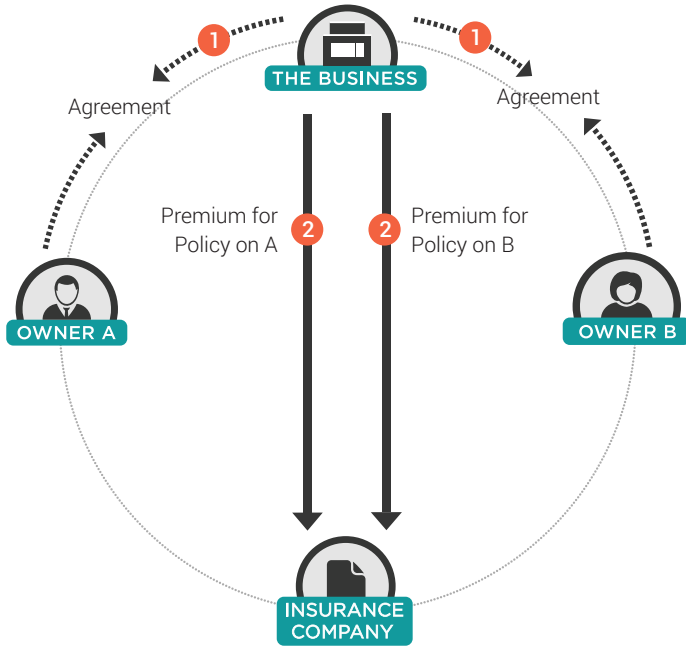 1
1
THE BUSINESS
Agreement
Agreement
Premium for
Policy on A
2
2
Premium for
Policy on B
OWNER A
OWNER B
INSURANCE
COMPANY